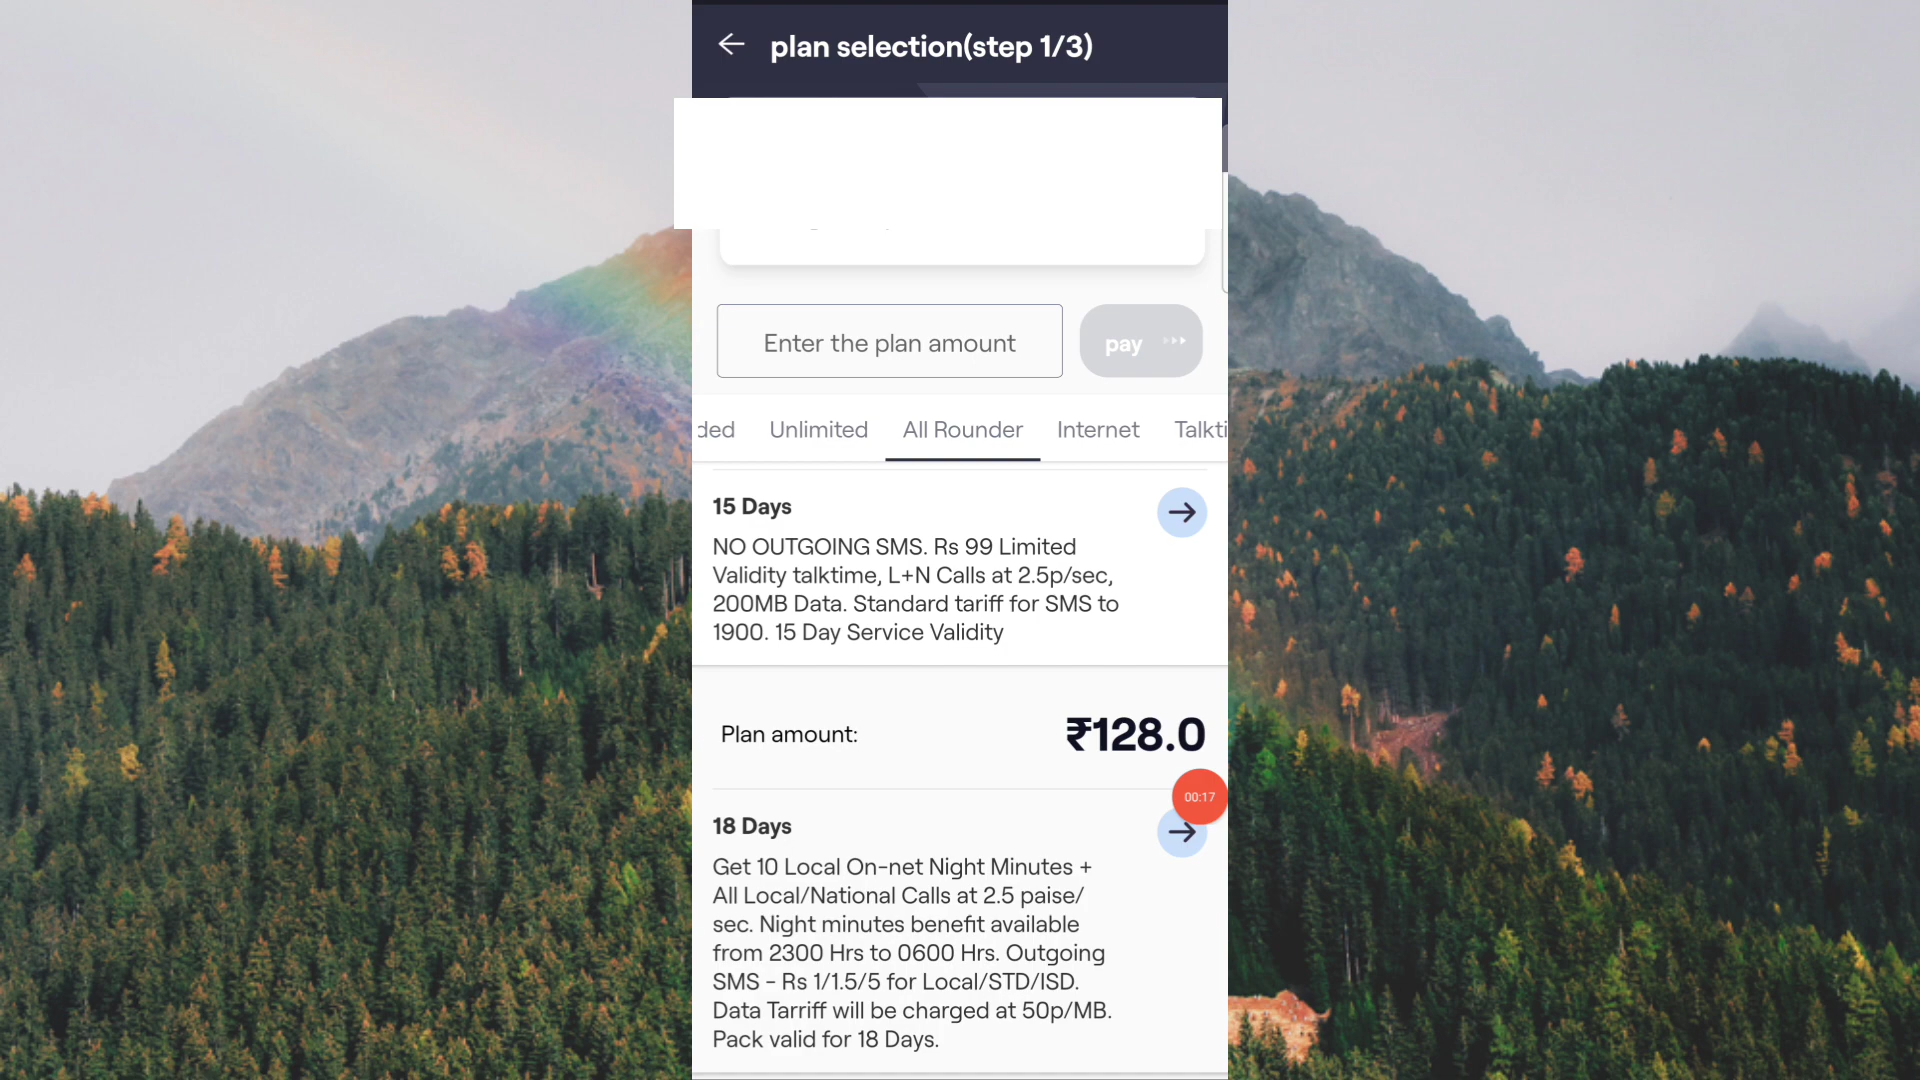 plan selection(step 1/3)
Enter the plan amount
pay
Unlimited
All Rounder
Internet
15 Days
NO OUTGOING SMS. Rs 99 Limited
Validity talktime, L+N Calls at 2.5p/sec,
200MB Data. Standard tariff for SMS to
1900. 15 Day Service Validity
Plan amount:
₹128.0
00:17
18 Days
Get 10 Local On-net Night Minutes +
All Local/National Calls at 2.5 paise/
sec. Night minutes benefit available
from 2300 Hrs to 0600 Hrs. Outgoing
SMS - Rs 1/1.5/5 for Local/STD/ISD.
Data Tarriff will be charged at 50p/MB.
Pack valid for 18 Days.